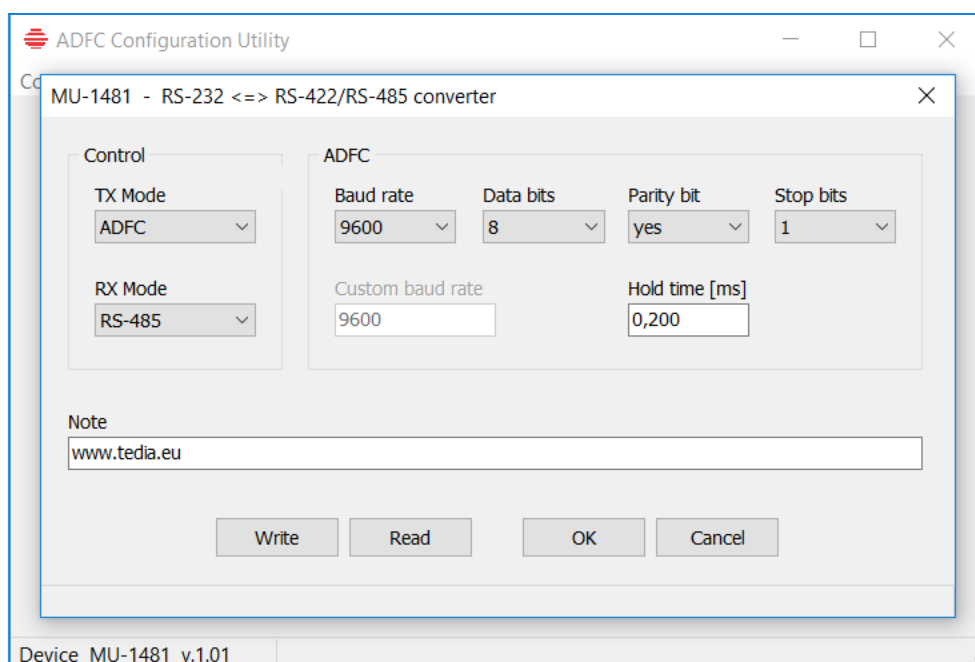 ADFC Configuration Utility
Co
MU-1481 - RS-232 <=> RS-422/RS-485 converter
Control
ADFC
TX Mode
Baud rate
Data bits
Parity bit
Stop bits
ADFC
9600
8
yes
1
RX Mode
Custom baud rate
Hold time [ms]
RS-485
9600
0,200
Note
www.tedia.eu
Write
Read
OK
Cancel
Device MU-1481 v.1.01